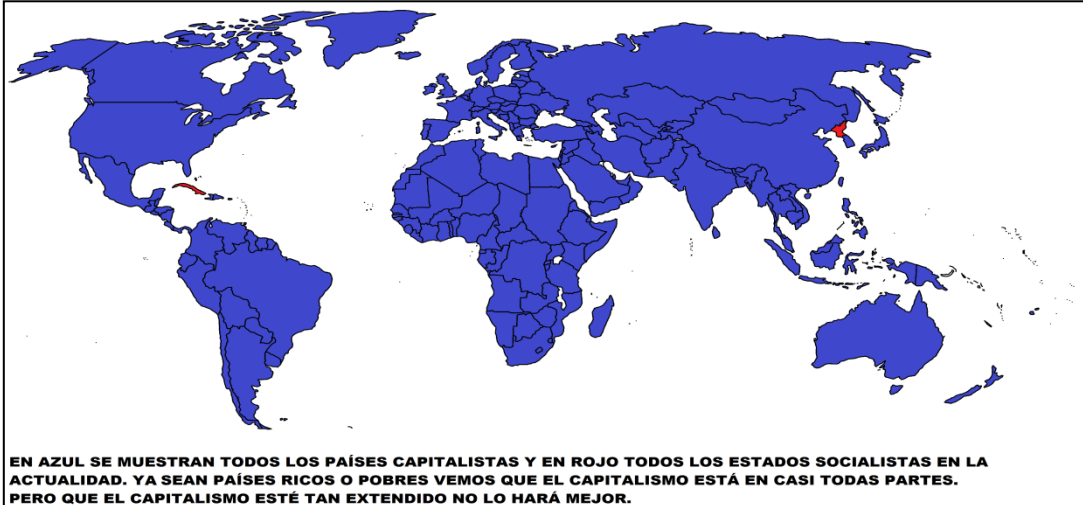 EN AZUL SE MUESTRAN TODOS LOS PAÍSES CAPITALISTAS Y EN ROJO TODOS LOS ESTADOS SOCIALISTAS EN LA
ACTUALIDAD. YA SEAN PAÍSES RICOS O POBRES VEMOS QUE EL CAPITALISMO ESTÁ EN CASI TODAS PARTES.
PERO QUE EL CAPITALISMO ESTÉ TAN EXTENDIDO NO LO HARÁ MEJOR.